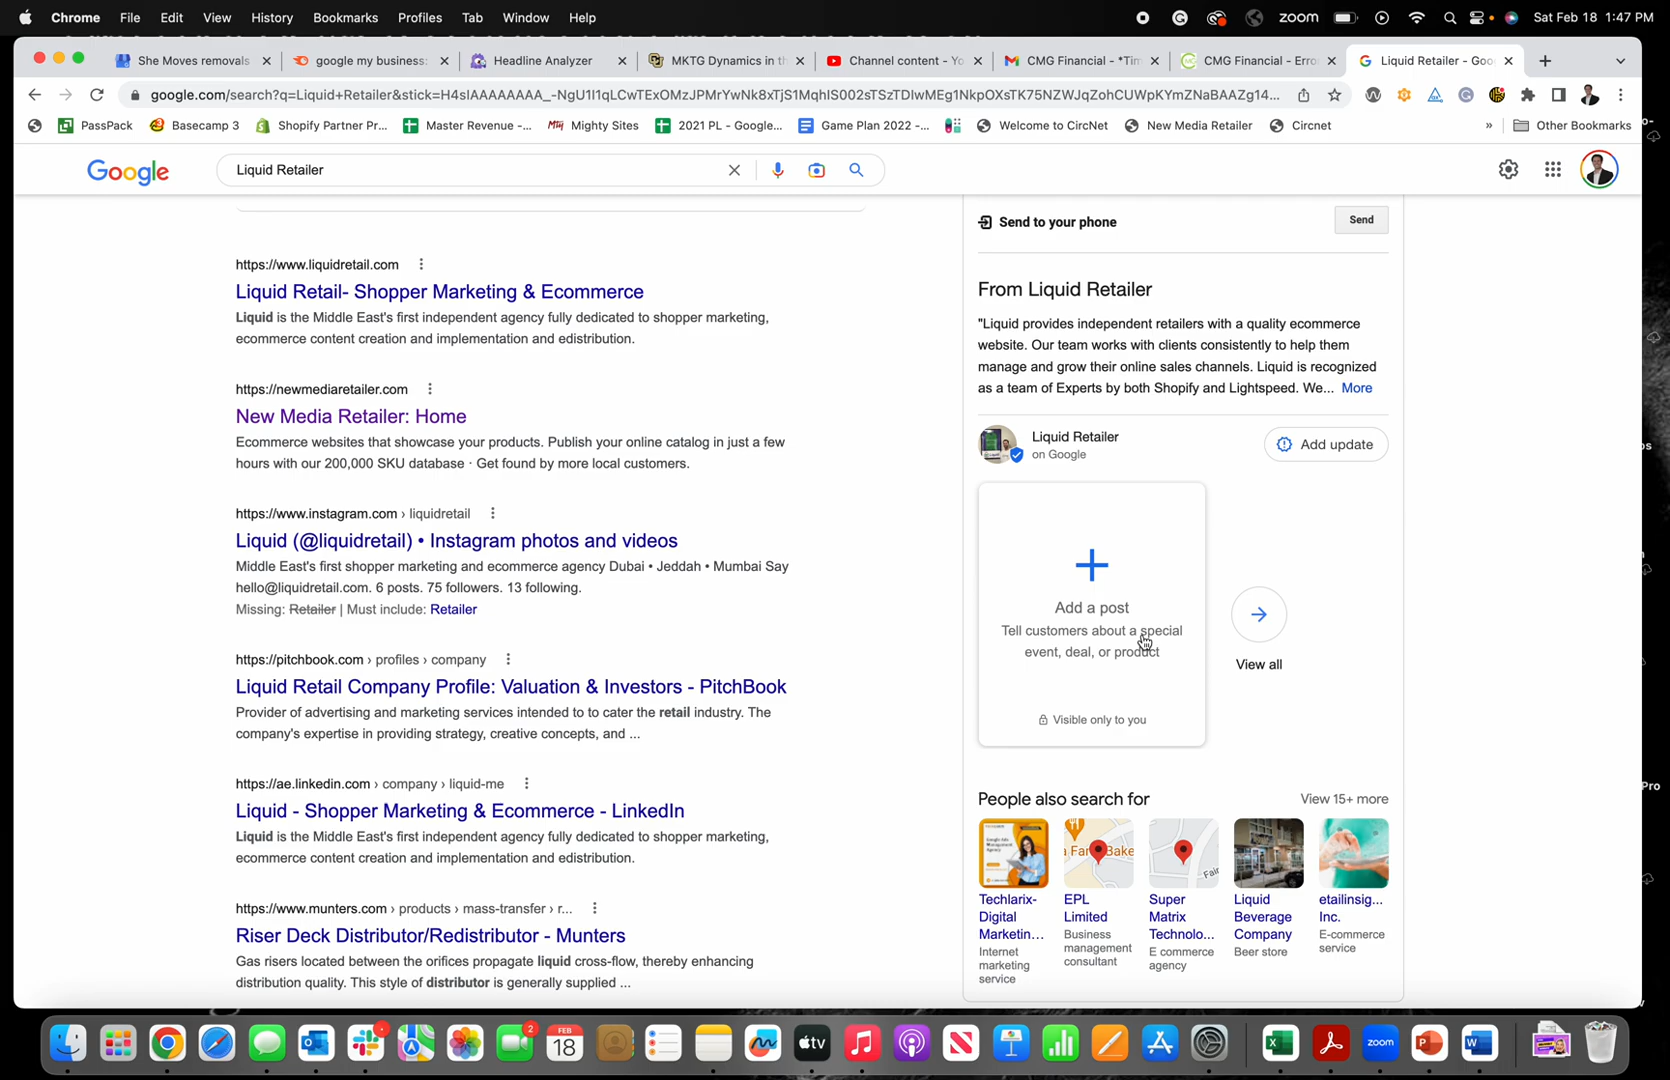 Chrome File Edit View History Bookmarks Profiles Tab Window Help zoom Sat Feb 18 1:47 PM
She Moves removals
google my business:
Headline Analyzer
MKTG Dynamics in th
Channel content - Yo
CMG Financial - *Tim
CMG Financial - Error
Liquid Retailer - Goo
google.com/search?q=Liquid+Retailer&stick=
PassPack Basecamp 3 Shopify Partner Pr... Master Revenue -... Mighty Sites 2021 PL - Google... Game Plan 2022 -... Welcome to CircNet New Media Retailer Circnet » Other Bookmarks
Google
Liquid Retailer
https://www.liquidretail.com
Liquid Retail- Shopper Marketing & Ecommerce
Liquid is the Middle East's first independent agency fully dedicated to shopper marketing,
ecommerce content creation and implementation and edistribution.
https://newmediaretailer.com
New Media Retailer: Home
Ecommerce websites that showcase your products. Publish your online catalog in just a few
hours with our 200,000 SKU database · Get found by more local customers.
https://www.instagram.com › liquidretail
Liquid (@liquidretail) • Instagram photos and videos
Middle East's first shopper marketing and ecommerce agency Dubai • Jeddah • Mumbai Say
hello@liquidretail.com. 6 posts. 75 followers. 13 following.
Missing: Retailer | Must include: Retailer
https://pitchbook.com › profiles › company
Liquid Retail Company Profile: Valuation & Investors - PitchBook
Provider of advertising and marketing services intended to to cater the retail industry. The
company's expertise in providing strategy, creative concepts, and ...
https://ae.linkedin.com › company › liquid-me
Liquid - Shopper Marketing & Ecommerce - LinkedIn
Liquid is the Middle East's first independent agency fully dedicated to shopper marketing,
ecommerce content creation and implementation and edistribution.
https://www.munters.com › products › mass-transfer › r...
Riser Deck Distributor/Redistributor - Munters
Gas risers located between the orifices propagate liquid cross-flow, thereby enhancing
distribution quality. This style of distributor is generally supplied ...
Send to your phone
Send
From Liquid Retailer
"Liquid provides independent retailers with a quality ecommerce
website. Our team works with clients consistently to help them
manage and grow their online sales channels. Liquid is recognized
as a team of Experts by both Shopify and Lightspeed. We... More
Liquid Retailer
on Google
Add update
Add a post
Tell customers about a special
event, deal, or product
Visible only to you
View all
People also search for
View 15+ more
Techlarix-
Digital
Marketin...
Internet
marketing
service
EPL
Limited
Business
management
consultant
Super
Matrix
Technolo...
E commerce
agency
Liquid
Beverage
Company
Beer store
etailinsig...
Inc.
E-commerce
service
Pro
2
FEB
18
tv
zoom